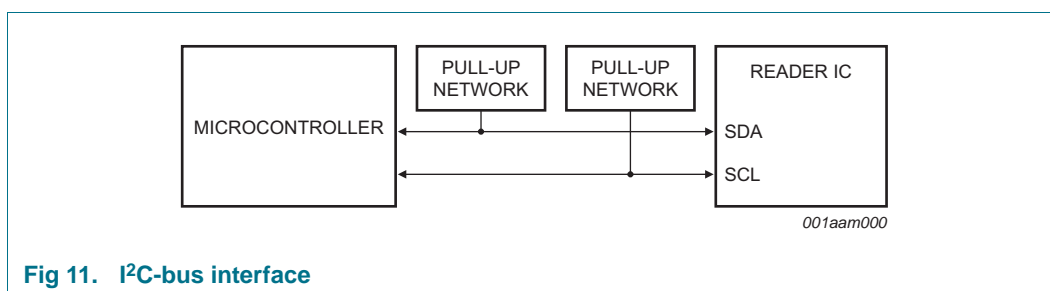 PULL-UP
NETWORK
PULL-UP
NETWORK
READER IC
MICROCONTROLLER
SDA
SCL
001aam000
Fig 11. I²C-bus interface